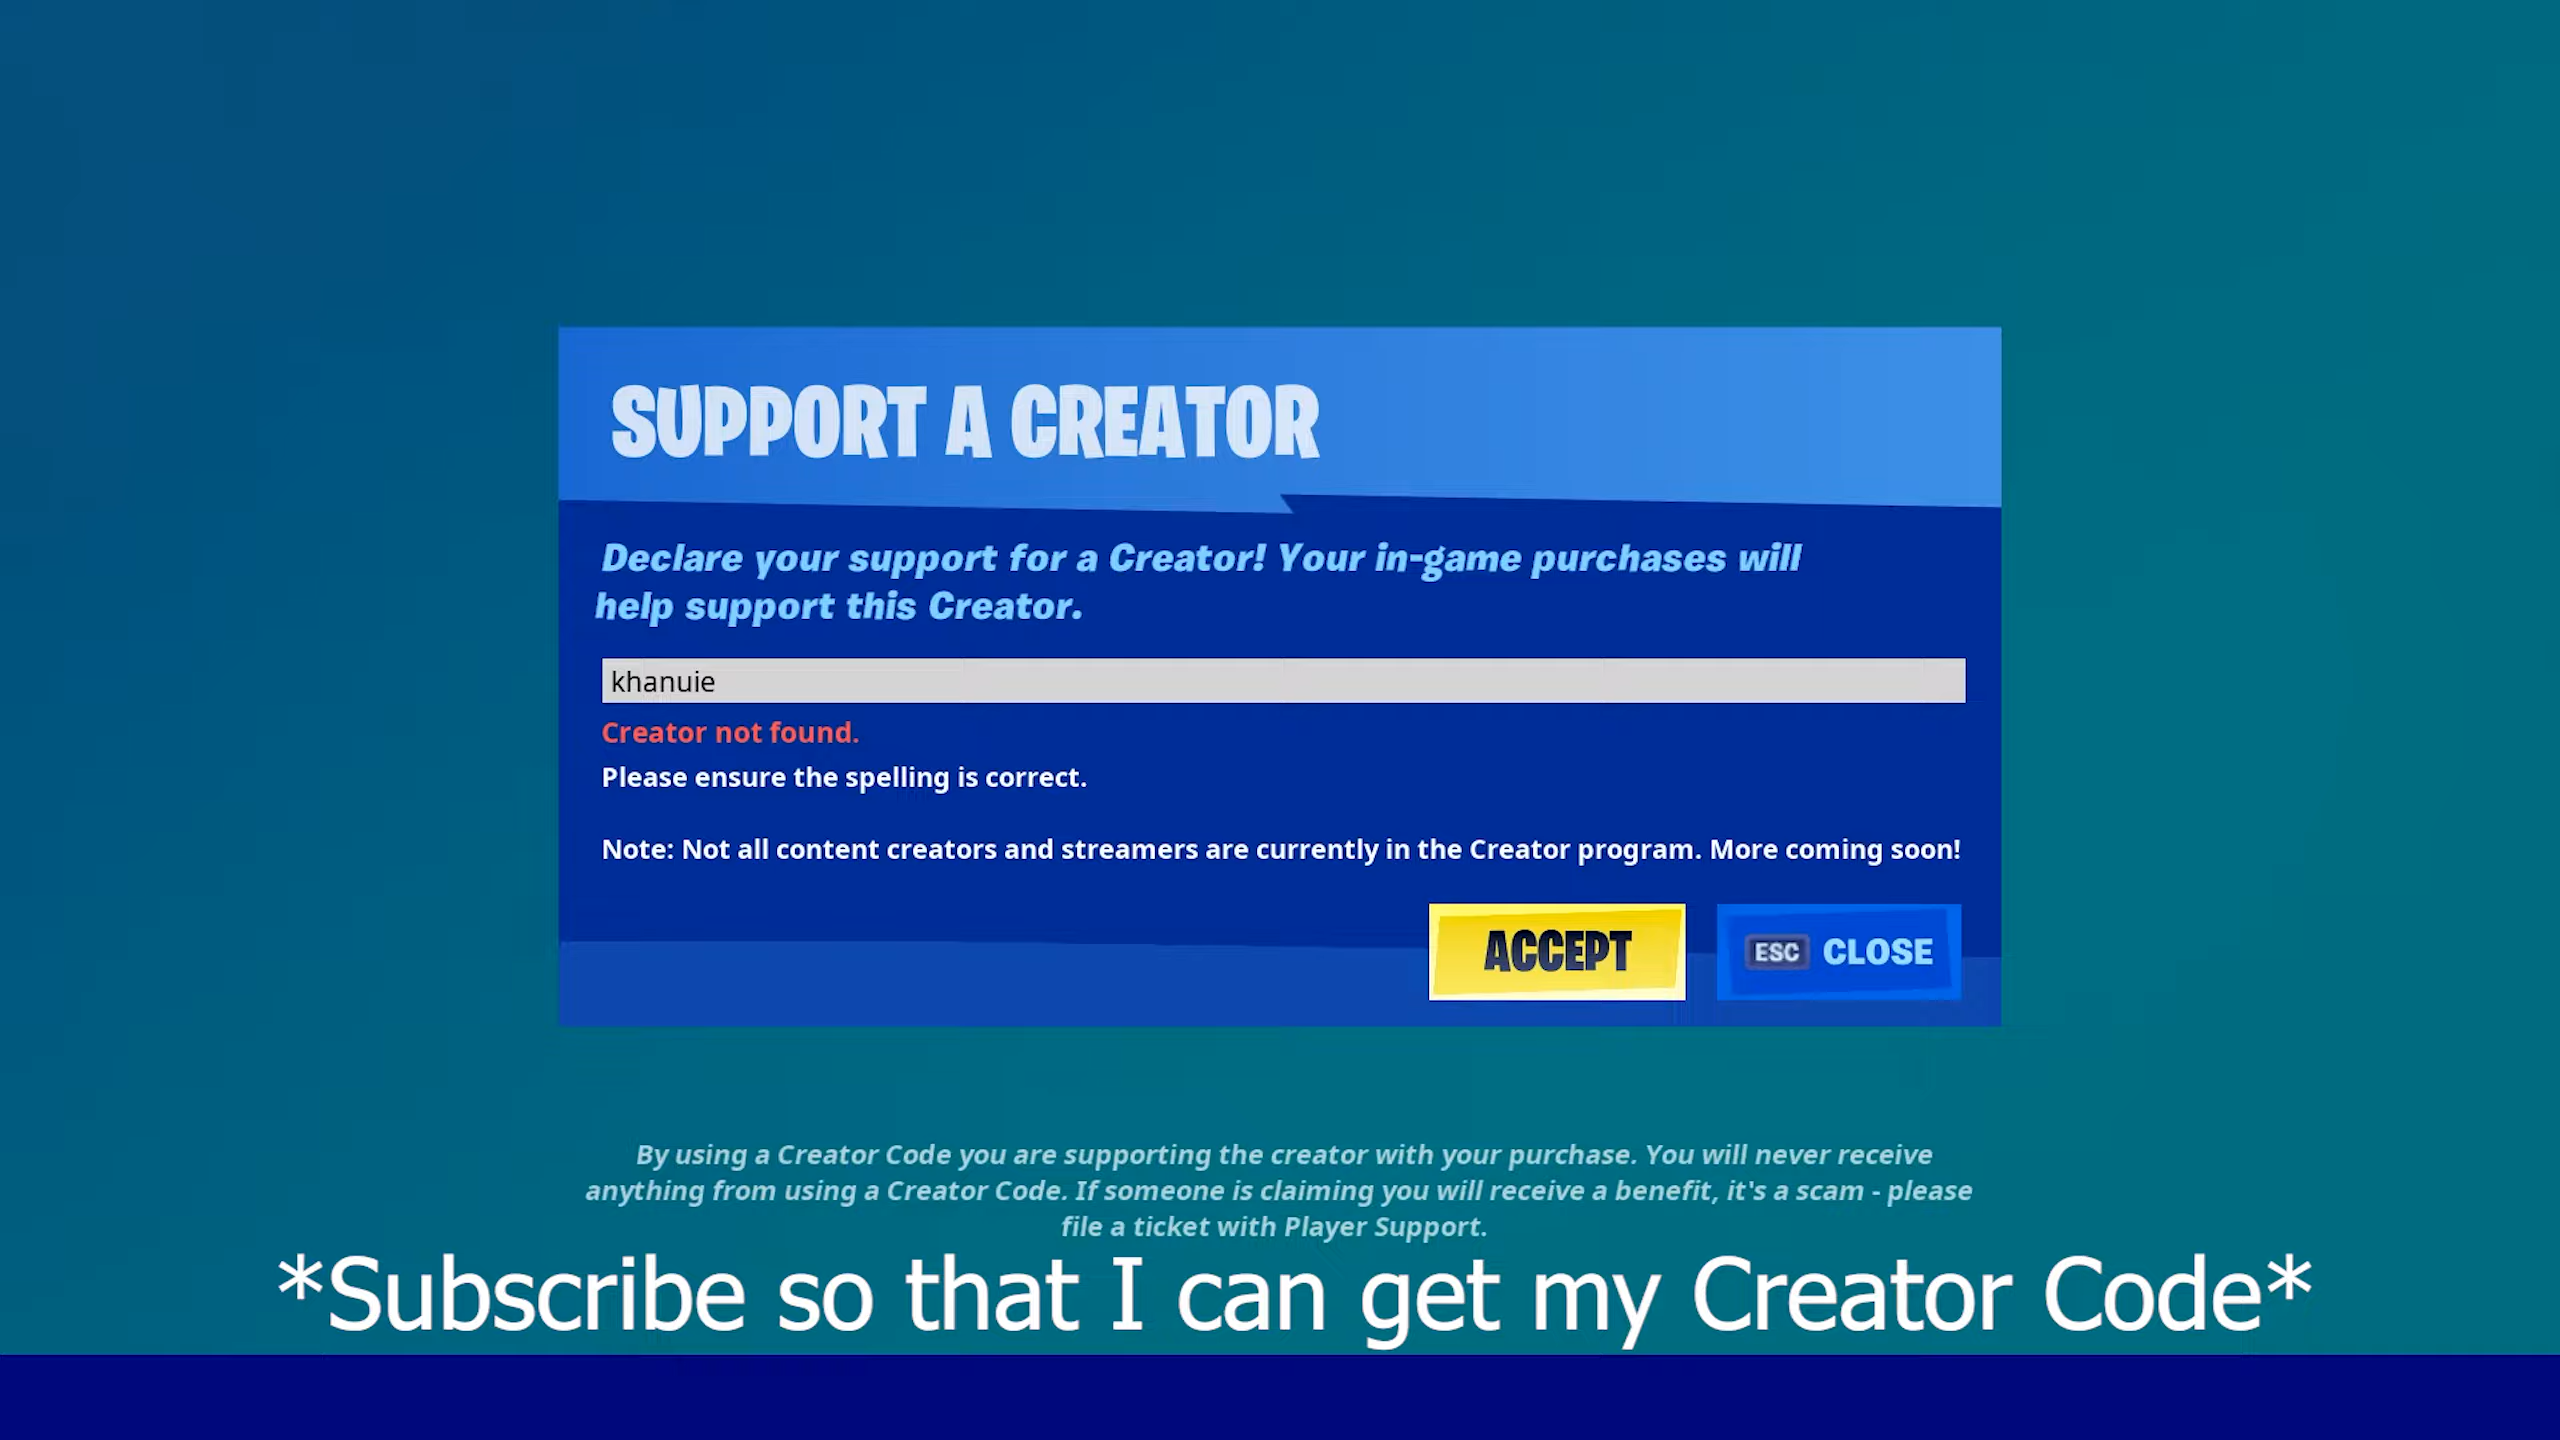 SUPPORT A CREATOR
Declare your support for a Creator! Your in-game purchases will
help support this Creator.
khanuie
Creator not found.
Please ensure the spelling is correct.
Note: Not all content creators and streamers are currently in the Creator program. More coming soon!
ACCEPT
ESC CLOSE
By using a Creator Code you are supporting the creator with your purchase. You will never receive
anything from using a Creator Code. If someone is claiming you will receive a benefit, it's a scam - please
file a ticket with Player Support.
*Subscribe so that I can get my Creator Code*